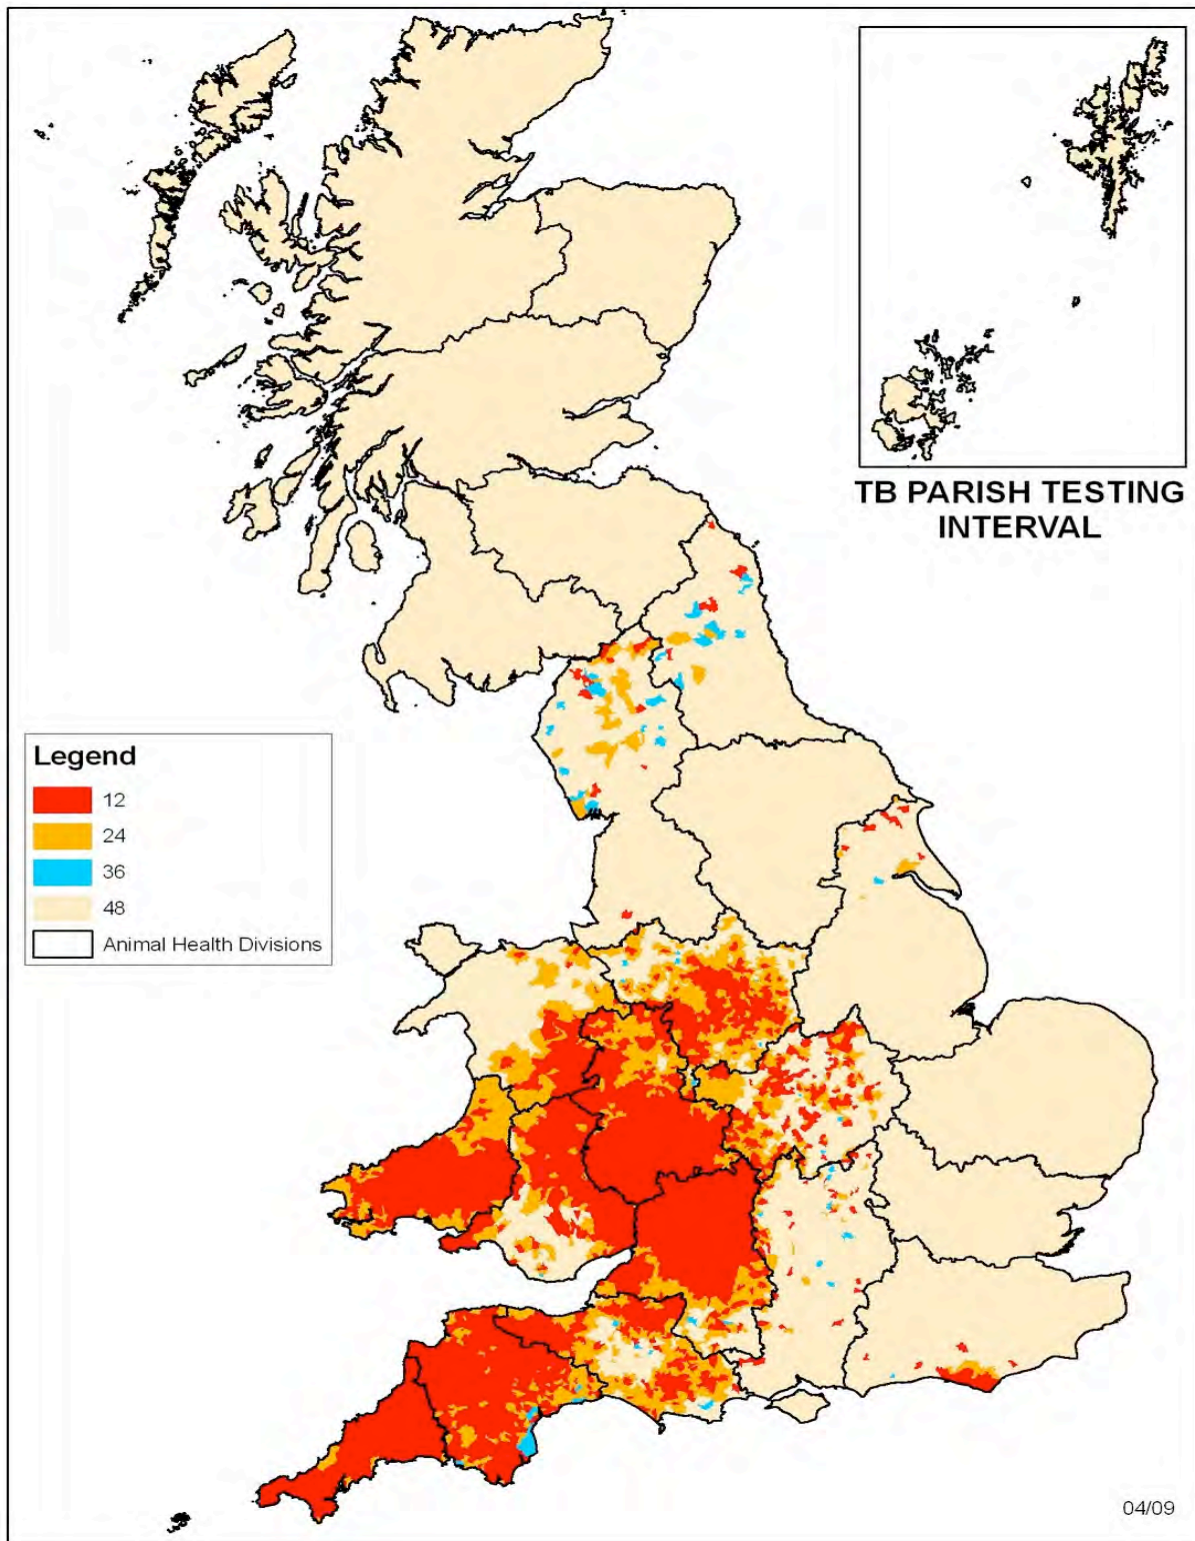 TB PARISH TESTING
INTERVAL
Legend
12
24
36
48
Animal Health Divisions
04/09